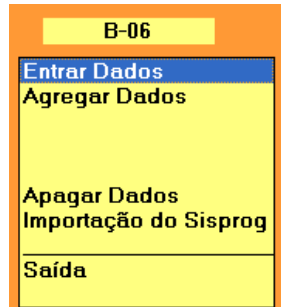 B-06
Entrar Dados
Agregar Dados
Apagar Dados
Importação do Sisprog
Saída